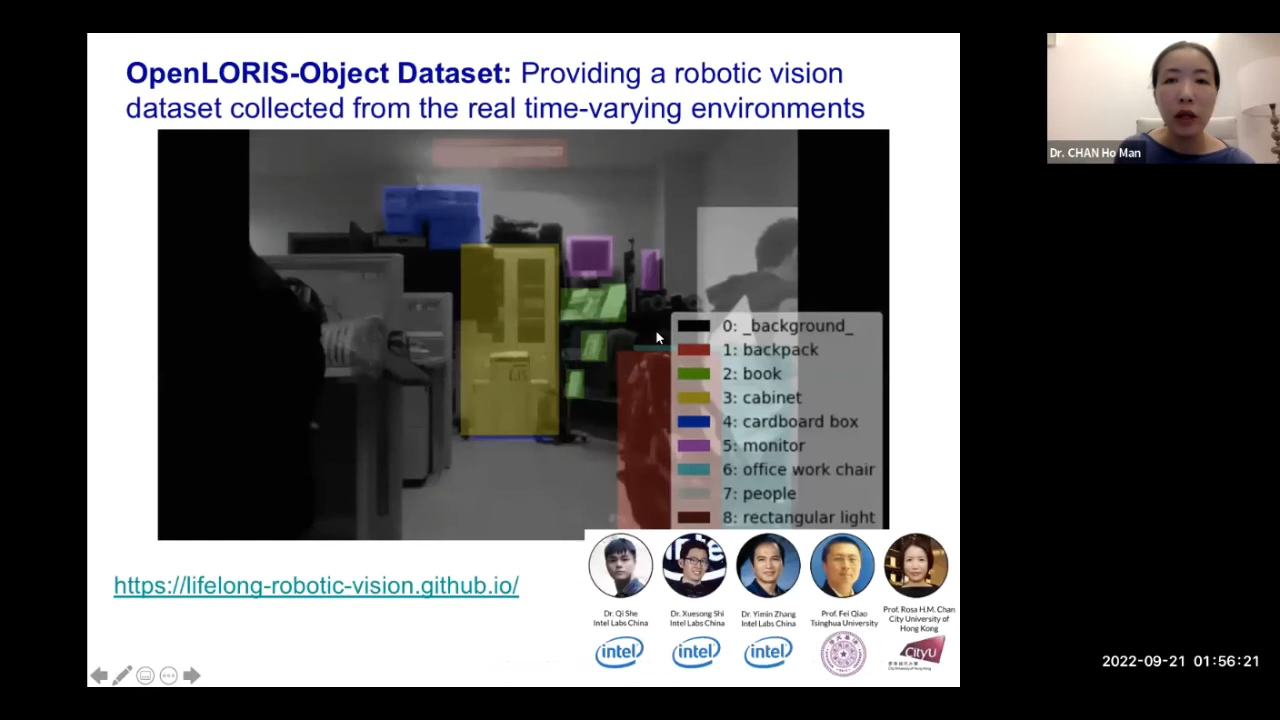 OpenLORIS-Object Dataset: Providing a robotic vision
dataset collected from the real time-varying environments
Dr. CHAN Ho Man
0: _background_
1: backpack
2: book
3: cabinet
4: cardboard box
5: monitor
6: office work chair
7: people
8: rectangular light
https://lifelong-robotic-vision.github.io/
Dr. Qi She
Intel Labs China
Dr. Xuesong Shi
Intel Labs China
Dr. Yimin Zhang
Intel Labs China
Prof. Fei Qiao
Tsinghua University
Prof. Rosa H.M. Chan
City University of
Hong Kong
intel
intel
intel
CityU
2022-09-21 01:56:21